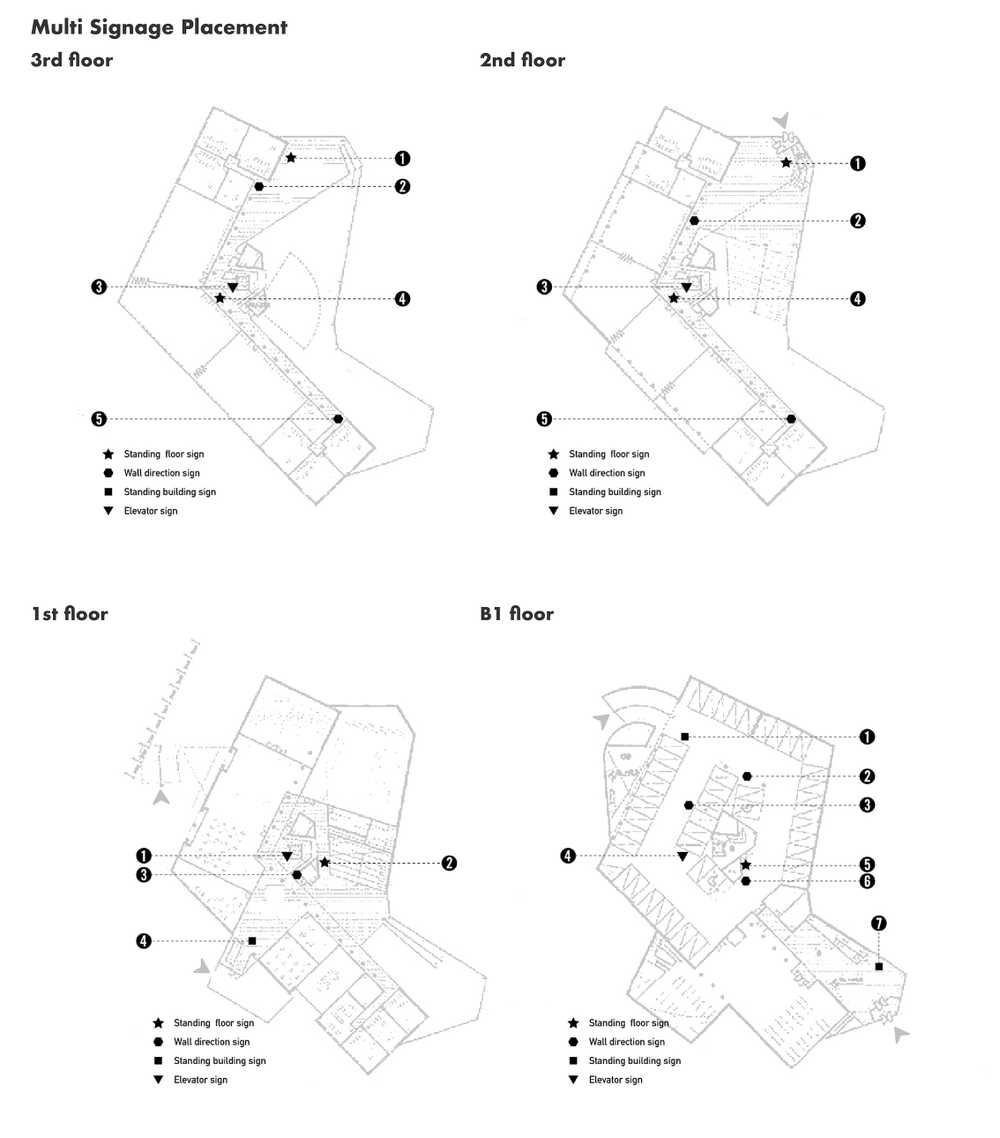 Multi Signage Placement
3rd floor
1
2
3
4
5
Standing floor sign
Wall direction sign
Standing building sign
Elevator sign
2nd floor
1
2
3
4
5
Standing floor sign
Wall direction sign
Standing building sign
Elevator sign
1st floor
1
2
3
4
Standing floor sign
Wall direction sign
Standing building sign
Elevator sign
B1 floor
1
2
3
4
5
6
7
Standing floor sign
Wall direction sign
Standing building sign
Elevator sign